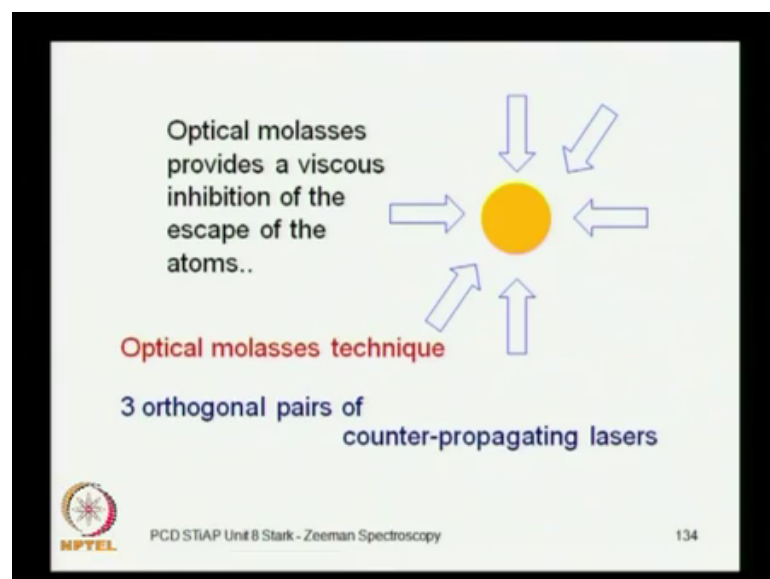 Optical molasses
provides a viscous
inhibition of the
escape of the
atoms..
Optical molasses technique
3 orthogonal pairs of
counter-propagating lasers
NPTEL
PCD STiAP Unit 8 Stark - Zeeman Spectroscopy
134